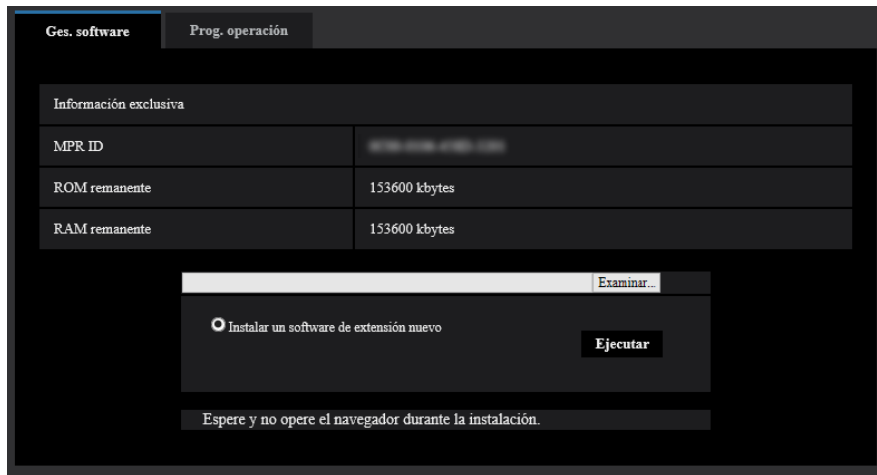 Ges. software Prog. operación
Información exclusiva
MPR ID
ROM remanente 153600 kbytes
RAM remanente 153600 kbytes
Examinar...
Instalar un software de extensión nuevo
Ejecutar
Espere y no opere el navegador durante la instalación.